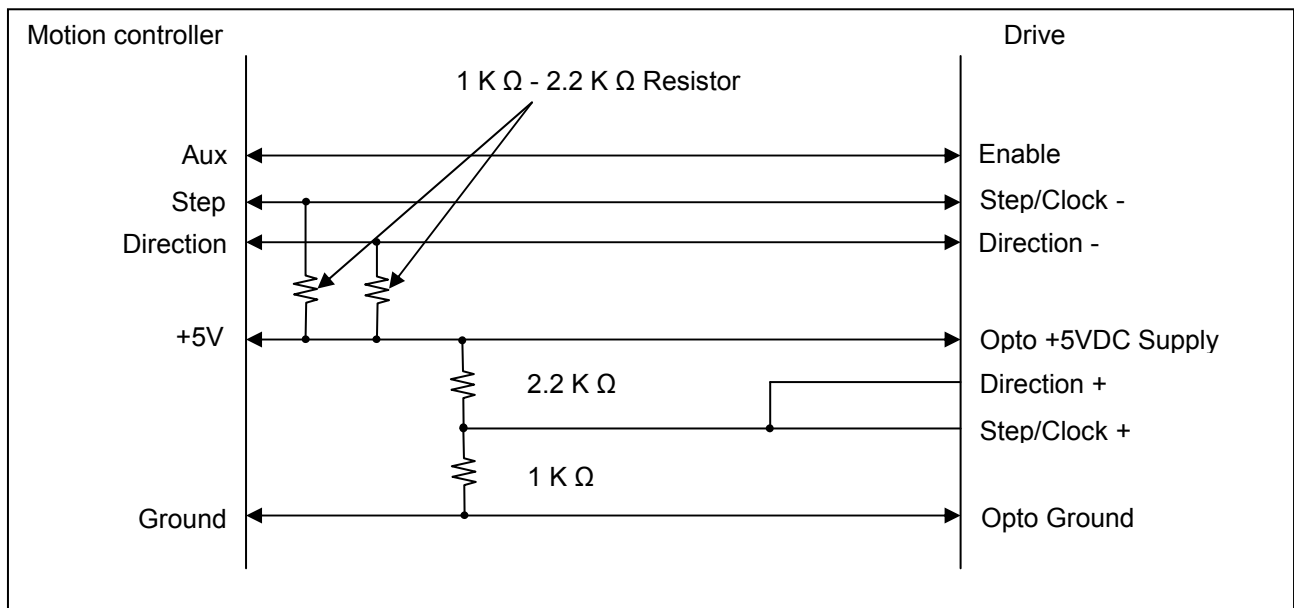 Motion controller
Drive
1 K Ω - 2.2 K Ω Resistor
Aux
Enable
Step
Step/Clock -
Direction
Direction -
+5V
Opto +5VDC Supply
2.2 K Ω
Direction +
Step/Clock +
1 K Ω
Ground
Opto Ground